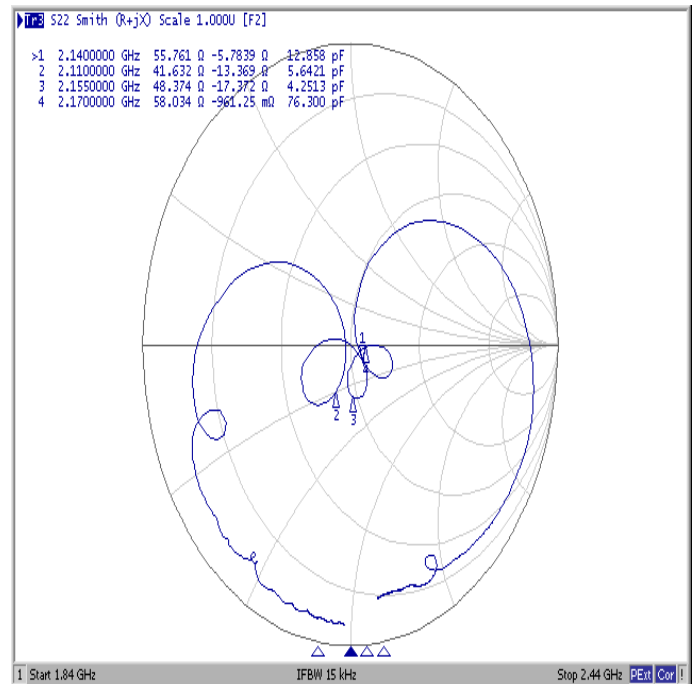 Tr3 S22 Smith (R+jX) Scale 1.000U [F2]
>1 2.1400000 GHz 55.761 Ω -5.7839 Ω 12.858 pF
2 2.1100000 GHz 41.632 Ω -13.369 Ω 5.6421 pF
3 2.1550000 GHz 48.374 Ω -17.372 Ω 4.2513 pF
4 2.1700000 GHz 58.034 Ω -961.25 mΩ 76.300 pF
1
4
2
3
1 Start 1.84 GHz IFBW 15 kHz Stop 2.44 GHz PExt Cor !